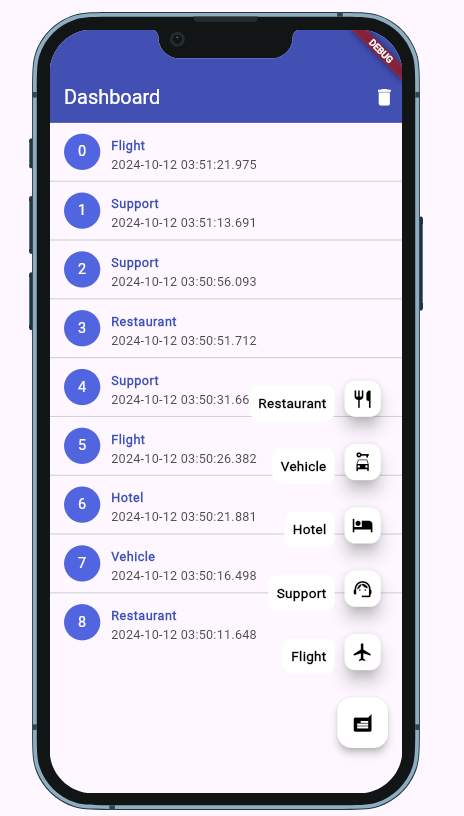 DEBUG
Dashboard
0
Flight
2024-10-12 03:51:21.975
1
Support
2024-10-12 03:51:13.691
2
Support
2024-10-12 03:50:56.093
3
Restaurant
2024-10-12 03:50:51.712
4
Support
2024-10-12 03:50:31.66
Restaurant
5
Flight
2024-10-12 03:50:26.382
Vehicle
6
Hotel
2024-10-12 03:50:21.881
Hotel
7
Vehicle
2024-10-12 03:50:16.498
Support
8
Restaurant
2024-10-12 03:50:11.648
Flight